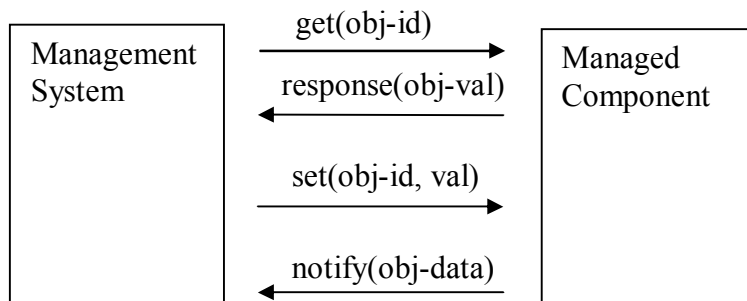 Management
System
get(obj-id)
response(obj-val)
set(obj-id, val)
notify(obj-data)
Managed
Component